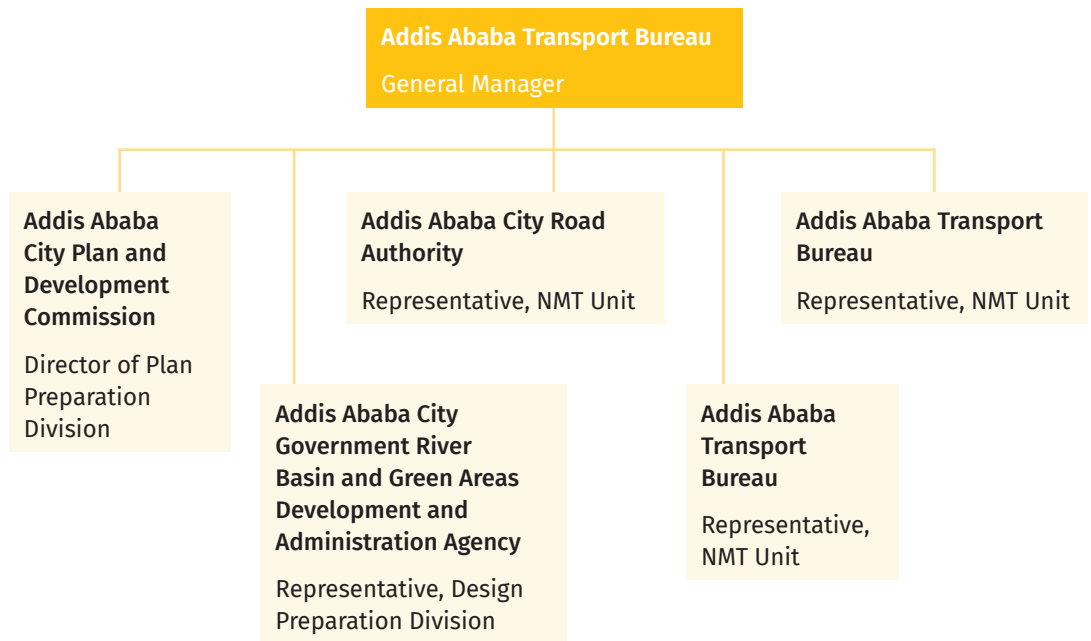 Addis Ababa Transport Bureau
General Manager
Addis Ababa
City Plan and
Development
Commission
Director of Plan
Preparation
Division
Addis Ababa City
Government River
Basin and Green Areas
Development and
Administration Agency
Representative, Design
Preparation Division
Addis Ababa City Road
Authority
Representative, NMT Unit
Addis Ababa
Transport
Bureau
Representative,
NMT Unit
Addis Ababa Transport
Bureau
Representative, NMT Unit